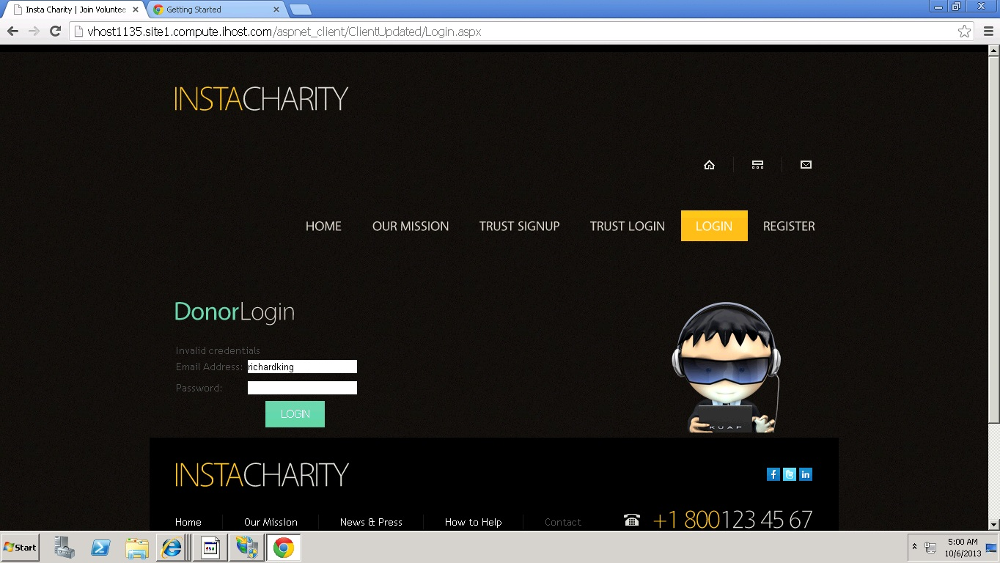 Insta Charity | Join Voluntee
Getting Started
vhost1135.site1.compute.ihost.com/aspnet_client/ClientUpdated/Login.aspx
INSTACHARITY
HOME OUR MISSION TRUST SIGNUP TRUST LOGIN LOGIN REGISTER
DonorLogin
Invalid credentials
Email Address: richardking
Password:
LOGIN
KUAP
INSTACHARITY
f in
Home Our Mission News & Press How to Help Contact +1 800123 45 67
Start
5:00 AM
10/6/2013